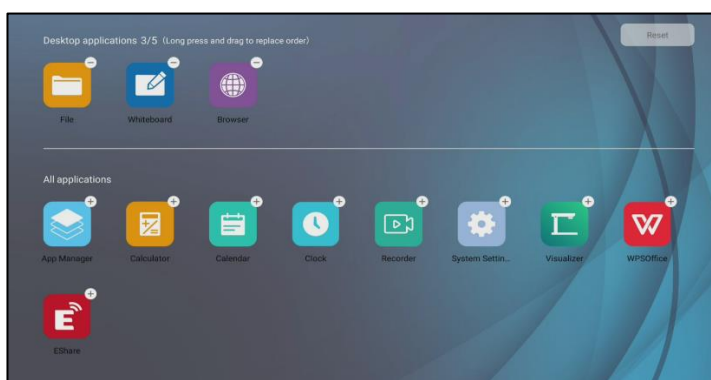 Desktop applications 3/5 (Long press and drag to replace order)
Reset
File Whiteboard Browser
All applications
App Manager Calculator Calendar Clock Recorder System Settin... Visualizer WPSOffice
E
EShare